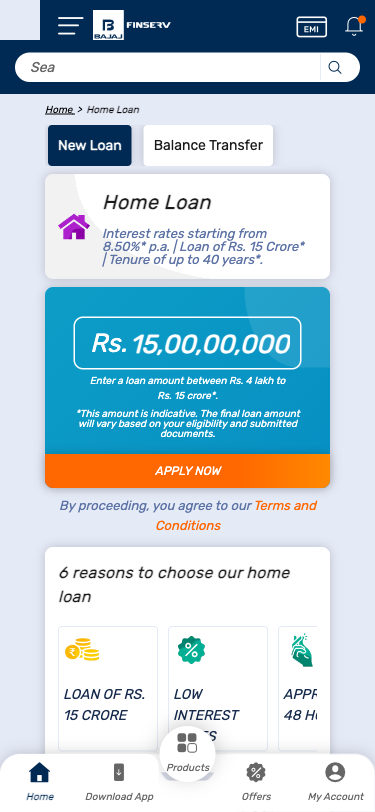 BAJAJ FINSERV
EMI
Sea
Home > Home Loan
New Loan
Balance Transfer
Home Loan
Interest rates starting from
8.50%* p.a. | Loan of Rs. 15 Crore*
| Tenure of up to 40 years*.
Rs. 15,00,00,000
Enter a loan amount between Rs. 4 lakh to
Rs. 15 crore*.
*This amount is indicative. The final loan amount
will vary based on your eligibility and submitted
documents.
APPLY NOW
By proceeding, you agree to our Terms and
Conditions
6 reasons to choose our home
loan
LOAN OF RS.
15 CRORE
LOW
INTEREST
APPR
48 H
Home
Download App
Products
Offers
My Account